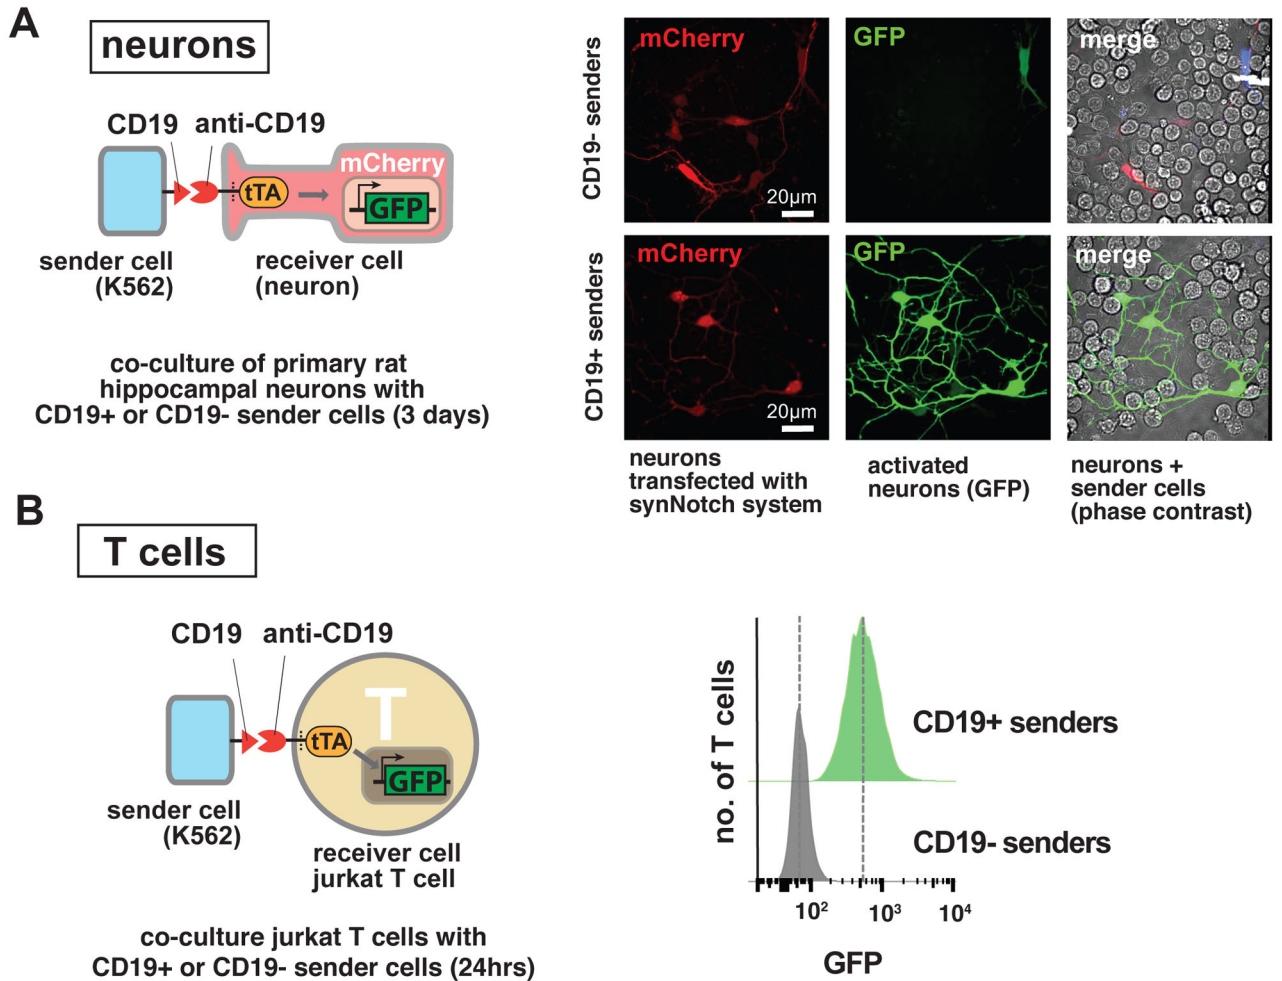 A
neurons
CD19 anti-CD19
mCherry
tTA
GFP
sender cell
(K562)
receiver cell
(neuron)
co-culture of primary rat
hippocampal neurons with
CD19+ or CD19- sender cells (3 days)
CD19- senders
mCherry
20µm
GFP
merge
CD19+ senders
mCherry
20µm
GFP
merge
neurons
transfected with
synNotch system
activated
neurons (GFP)
neurons +
sender cells
(phase contrast)
B
T cells
CD19 anti-CD19
T
tTA
GFP
sender cell
(K562)
receiver cell
jurkat T cell
co-culture jurkat T cells with
CD19+ or CD19- sender cells (24hrs)
no. of T cells
CD19+ senders
CD19- senders
10² 10³ 10⁴
GFP